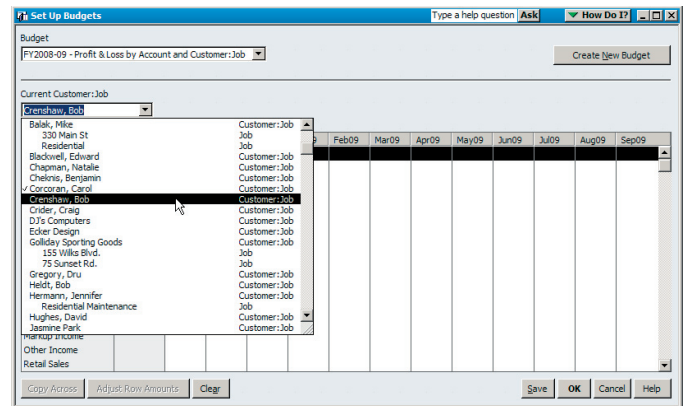 Set Up Budgets Type a help question Ask How Do I?
Budget
FY2008-09 - Profit & Loss by Account and Customer:Job
Create New Budget
Current Customer:Job
Crenshaw, Bob
Balak, Mike Customer:Job
330 Main St Job
Residential Job
Blackwell, Edward Customer:Job
Chapman, Natalie Customer:Job
Cheknis, Benjamin Customer:Job
✓ Corcoran, Carol Customer:Job
Crenshaw, Bob Customer:Job
Crider, Craig Customer:Job
DJ's Computers Customer:Job
Ecker Design Customer:Job
Golliday Sporting Goods Customer:Job
155 Wilks Blvd. Job
75 Sunset Rd. Job
Gregory, Dru Customer:Job
Heldt, Bob Customer:Job
Hermann, Jennifer Customer:Job
Residential Maintenance Job
Hughes, David Customer:Job
Jasmine Park Customer:Job
9 Feb09 Mar09 Apr09 May09 Jun09 Jul09 Aug09 Sep09
Markup Income
Other Income
Retail Sales
Copy Across Adjust Row Amounts Clear Save OK Cancel Help